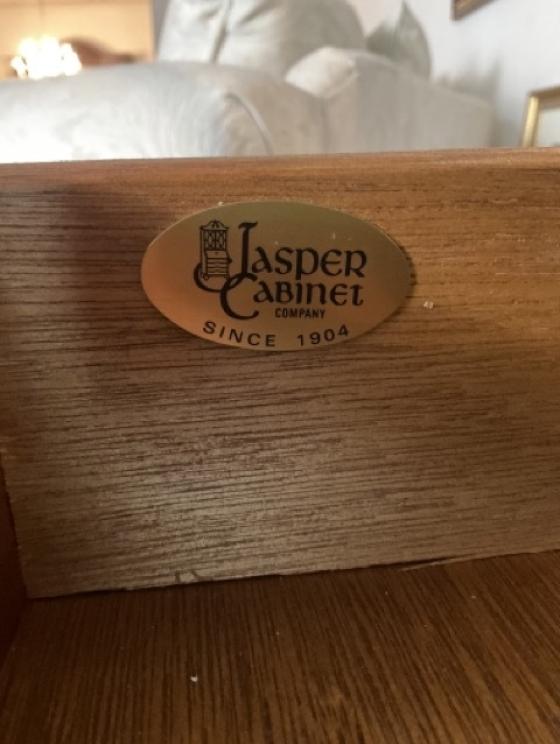 Jasper
Cabinet
COMPANY
SINCE 1904